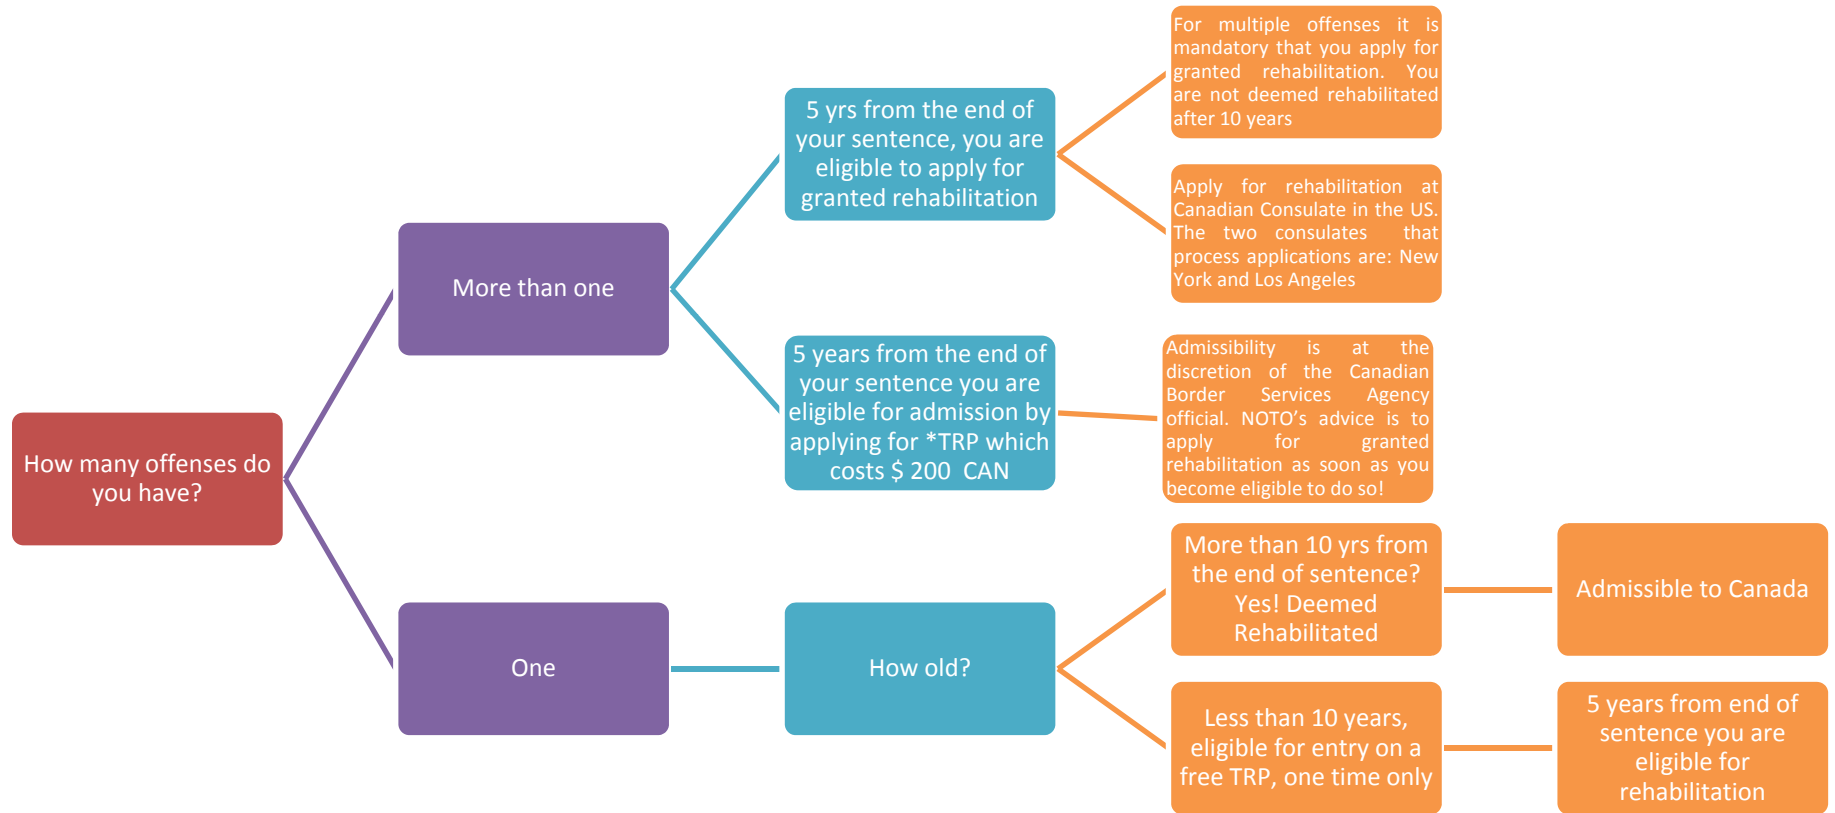 How many offenses do
you have?
More than one
5 yrs from the end of
your sentence, you are
eligible to apply for
granted rehabilitation
For multiple offenses it is
mandatory that you apply for
granted rehabilitation. You
are not deemed rehabilitated
after 10 years
Apply for rehabilitation at
Canadian Consulate in the US.
The two consulates that
process applications are: New
York and Los Angeles
5 years from the end of
your sentence you are
eligible for admission by
applying for *TRP which
costs $ 200 CAN
Admissibility is at the
discretion of the Canadian
Border Services Agency
official. NOTO’s advice is to
apply for granted
rehabilitation as soon as you
become eligible to do so!
One
How old?
More than 10 yrs from
the end of sentence?
Yes! Deemed
Rehabilitated
Admissible to Canada
Less than 10 years,
eligible for entry on a
free TRP, one time only
5 years from end of
sentence you are
eligible for
rehabilitation